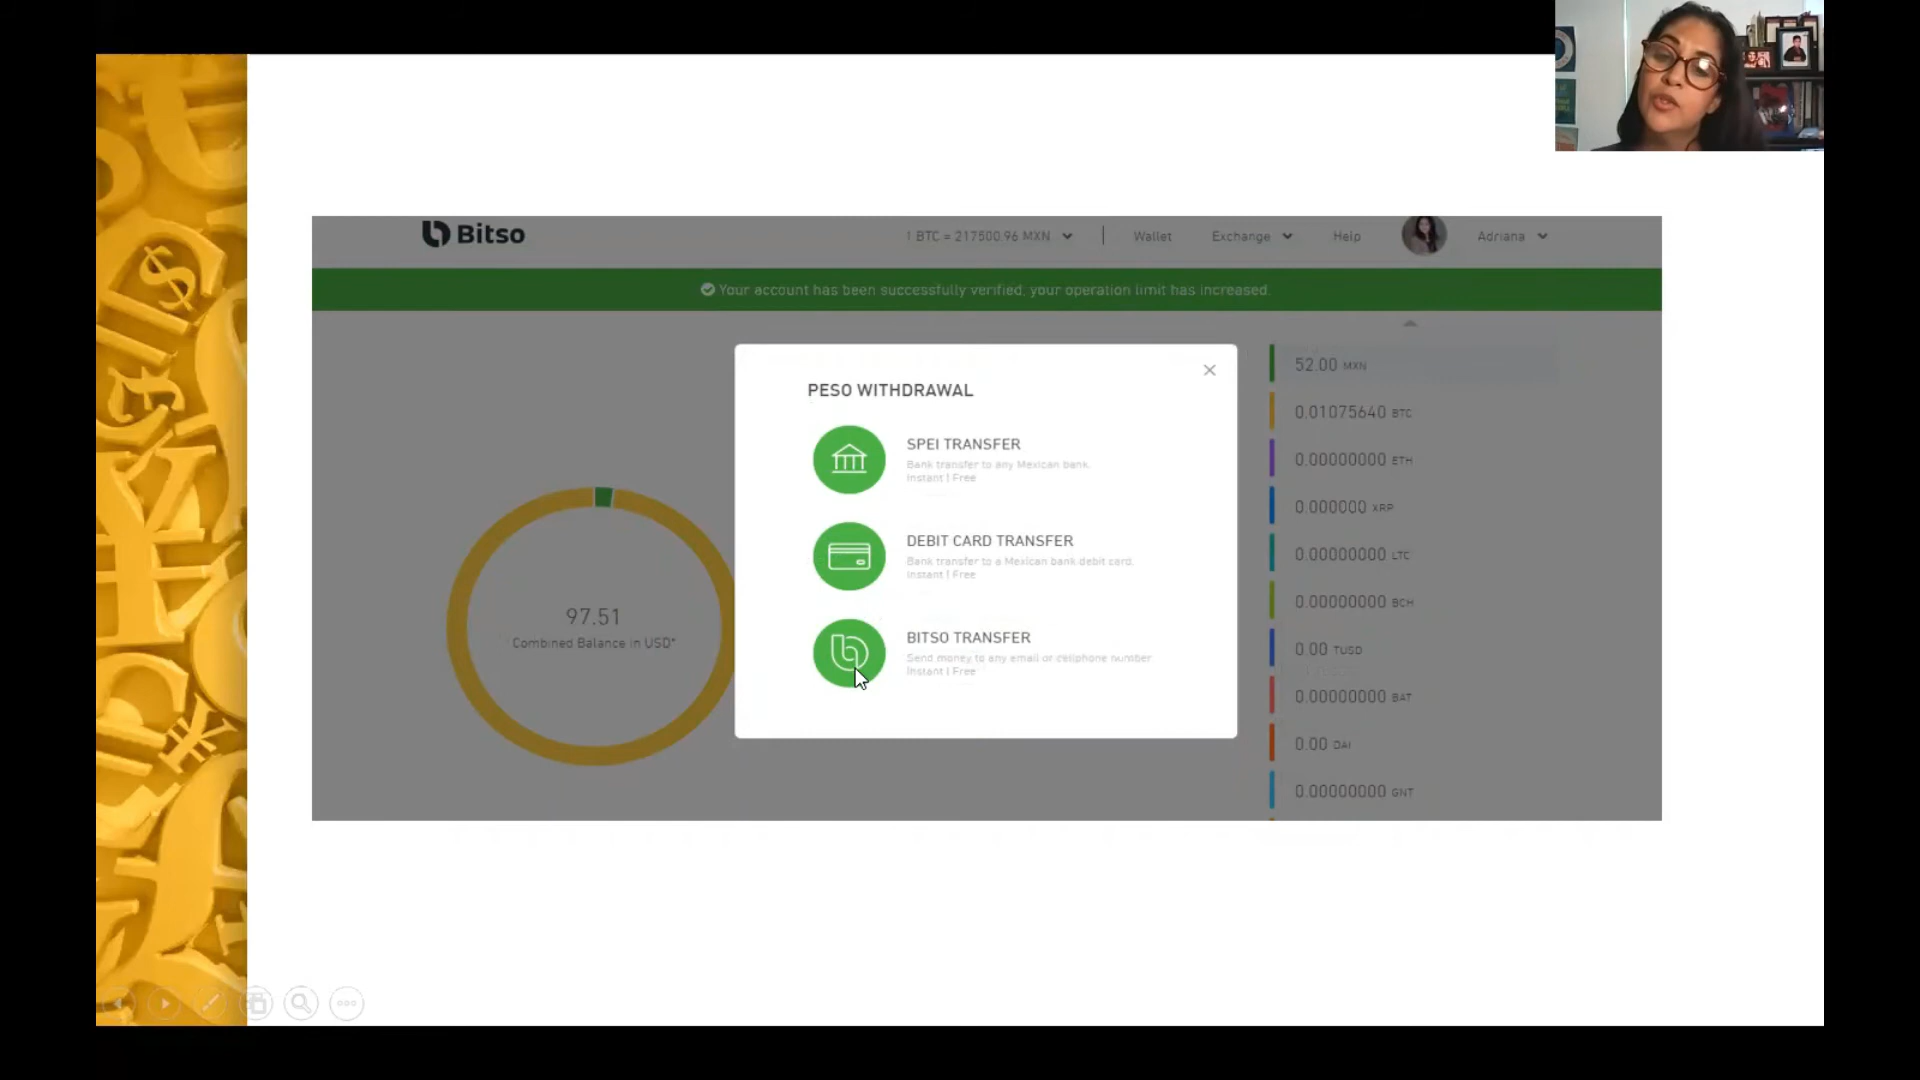 Bitso
1 BTC = 217500.96 MXN
Wallet
Exchange
Help
Adriana
Your account has been successfully verified, your operation limit has increased.
PESO WITHDRAWAL
SPEI TRANSFER
Bank transfer to any Mexican bank.
Instant | Free
DEBIT CARD TRANSFER
Bank transfer to a Mexican bank debit card.
Instant | Free
BITSO TRANSFER
Send money to any email or cellphone number
Instant | Free
97.51
Combined Balance in USD*
52.00 MXN
0.01075640 BTC
0.00000000 ETH
0.000000 XRP
0.00000000 LTC
0.00000000 BCH
0.00 TUSD
0.00000000 BAT
0.00 DAI
0.00000000 GNT